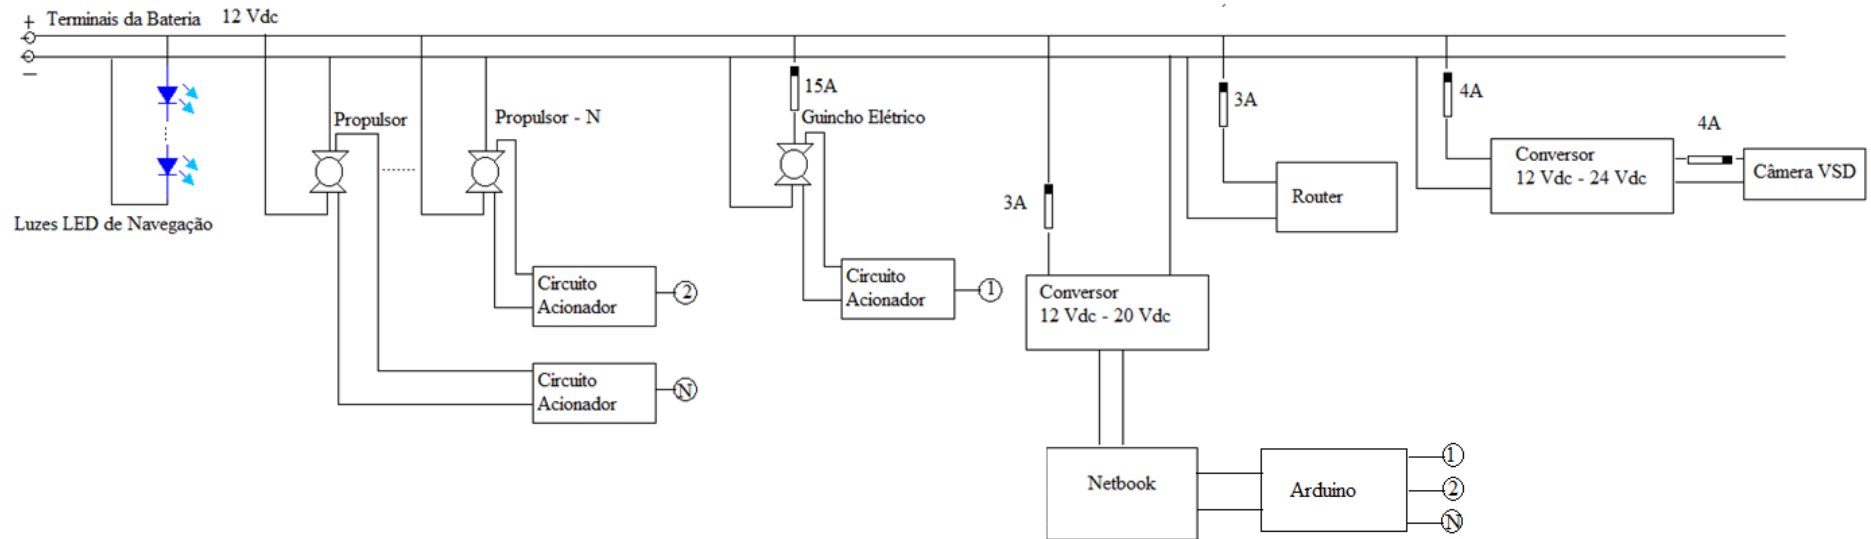 + Terminais da Bateria 12 Vdc
−
Luzes LED de Navegação
Propulsor
Propulsor - N
15A
Guincho Elétrico
Circuito
Acionador
2
Circuito
Acionador
N
Circuito
Acionador
1
3A
Conversor
12 Vdc - 20 Vdc
3A
Router
4A
Conversor
12 Vdc - 24 Vdc
4A
Câmera VSD
Netbook
Arduino
1
2
N